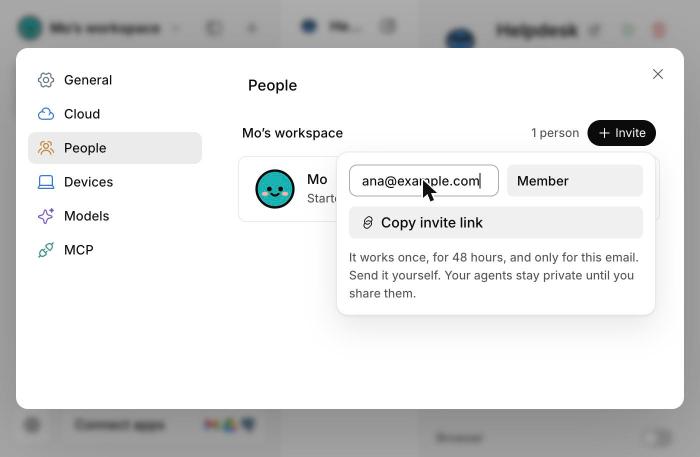 Mo's workspace
He...
Helpdesk
General
Cloud
People
Devices
Models
MCP
People
Mo's workspace
1 person
+ Invite
Mo
ana@example.com
Member
Copy invite link
It works once, for 48 hours, and only for this email.
Send it yourself. Your agents stay private until you
share them.
Connect apps
Browser